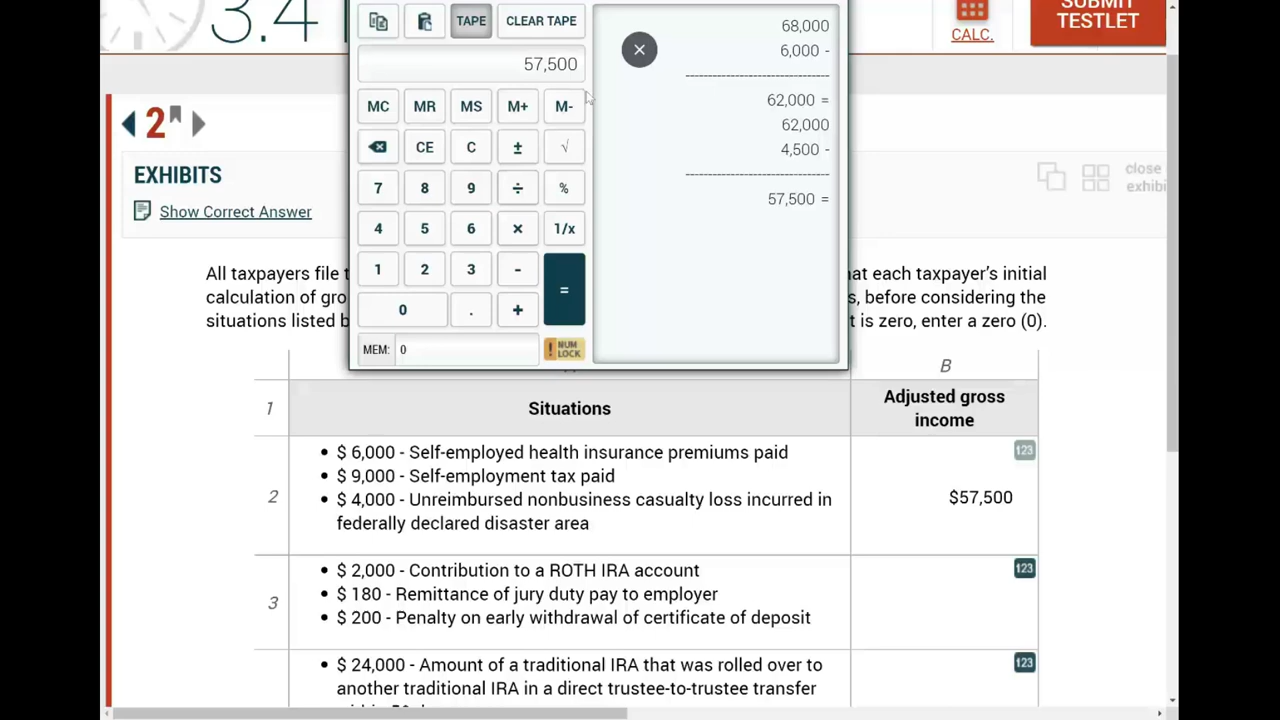 3.4
CALC.
SUBMIT
TESTLET
TAPE
CLEAR TAPE
57,500
MC MR MS M+ M-
CE C ± √
7 8 9 ÷ %
4 5 6 × 1/x
1 2 3 - =
0 . +
MEM: 0
NUM
LOCK
68,000
6,000 -
62,000 =
62,000
4,500 -
57,500 =
2
EXHIBITS
Show Correct Answer
close
exhibi
All taxpayers file t hat each taxpayer's initial
calculation of gro s, before considering the
situations listed b t is zero, enter a zero (0).
B
1 Situations Adjusted gross
income
123
• $ 6,000 - Self-employed health insurance premiums paid
• $ 9,000 - Self-employment tax paid
2 $57,500
• $ 4,000 - Unreimbursed nonbusiness casualty loss incurred in
federally declared disaster area
123
• $ 2,000 - Contribution to a ROTH IRA account
• $ 180 - Remittance of jury duty pay to employer
3
• $ 200 - Penalty on early withdrawal of certificate of deposit
123
• $ 24,000 - Amount of a traditional IRA that was rolled over to
another traditional IRA in a direct trustee-to-trustee transfer